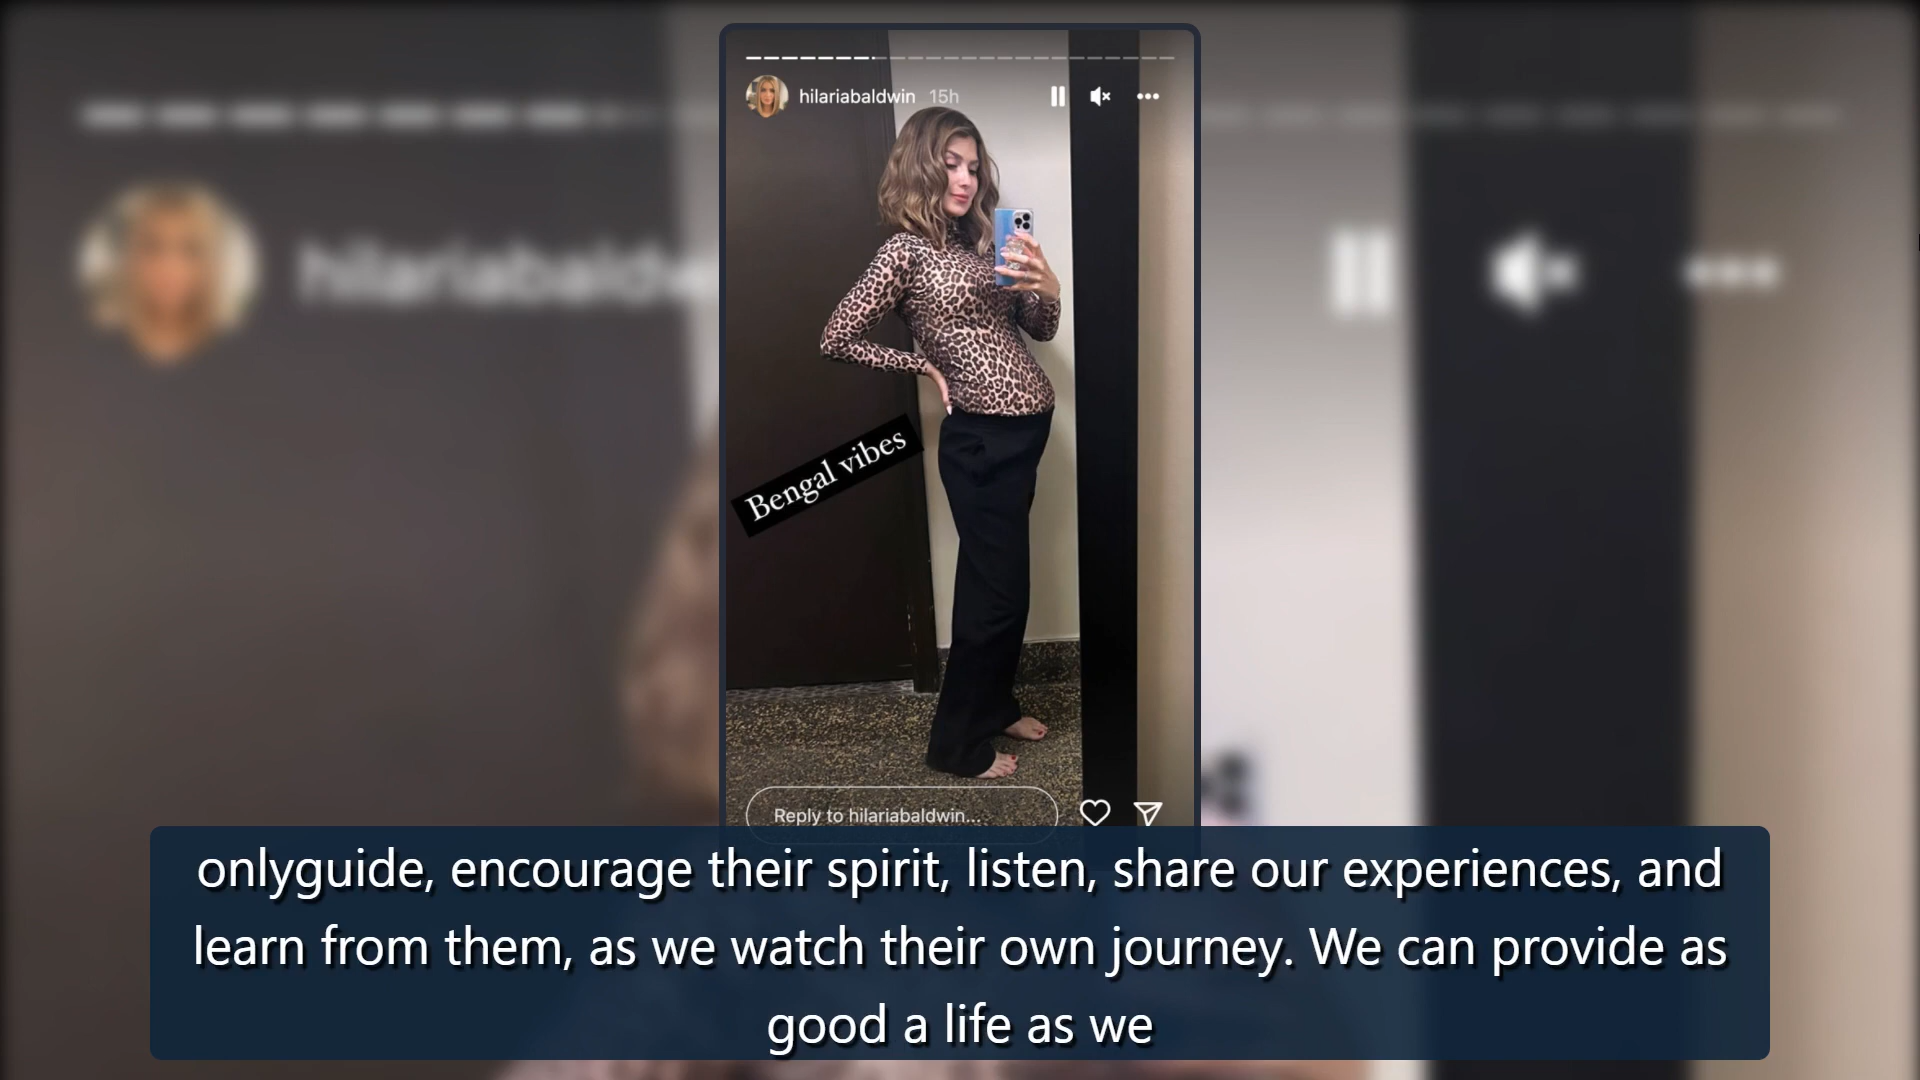 hilariabaldwin 15h
Bengal vibes
Reply to hilariabaldwin...
onlyguide, encourage their spirit, listen, share our experiences, and
learn from them, as we watch their own journey. We can provide as
good a life as we